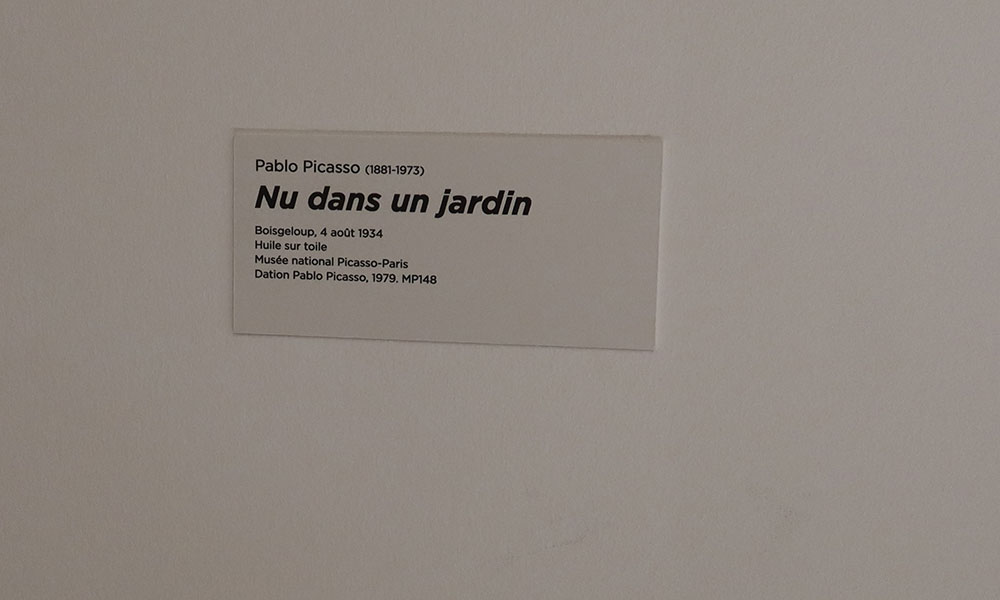 Pablo Picasso (1881-1973)
Nu dans un jardin
Boisgeloup, 4 août 1934
Huile sur toile
Musée national Picasso-Paris
Dation Pablo Picasso, 1979. MP148